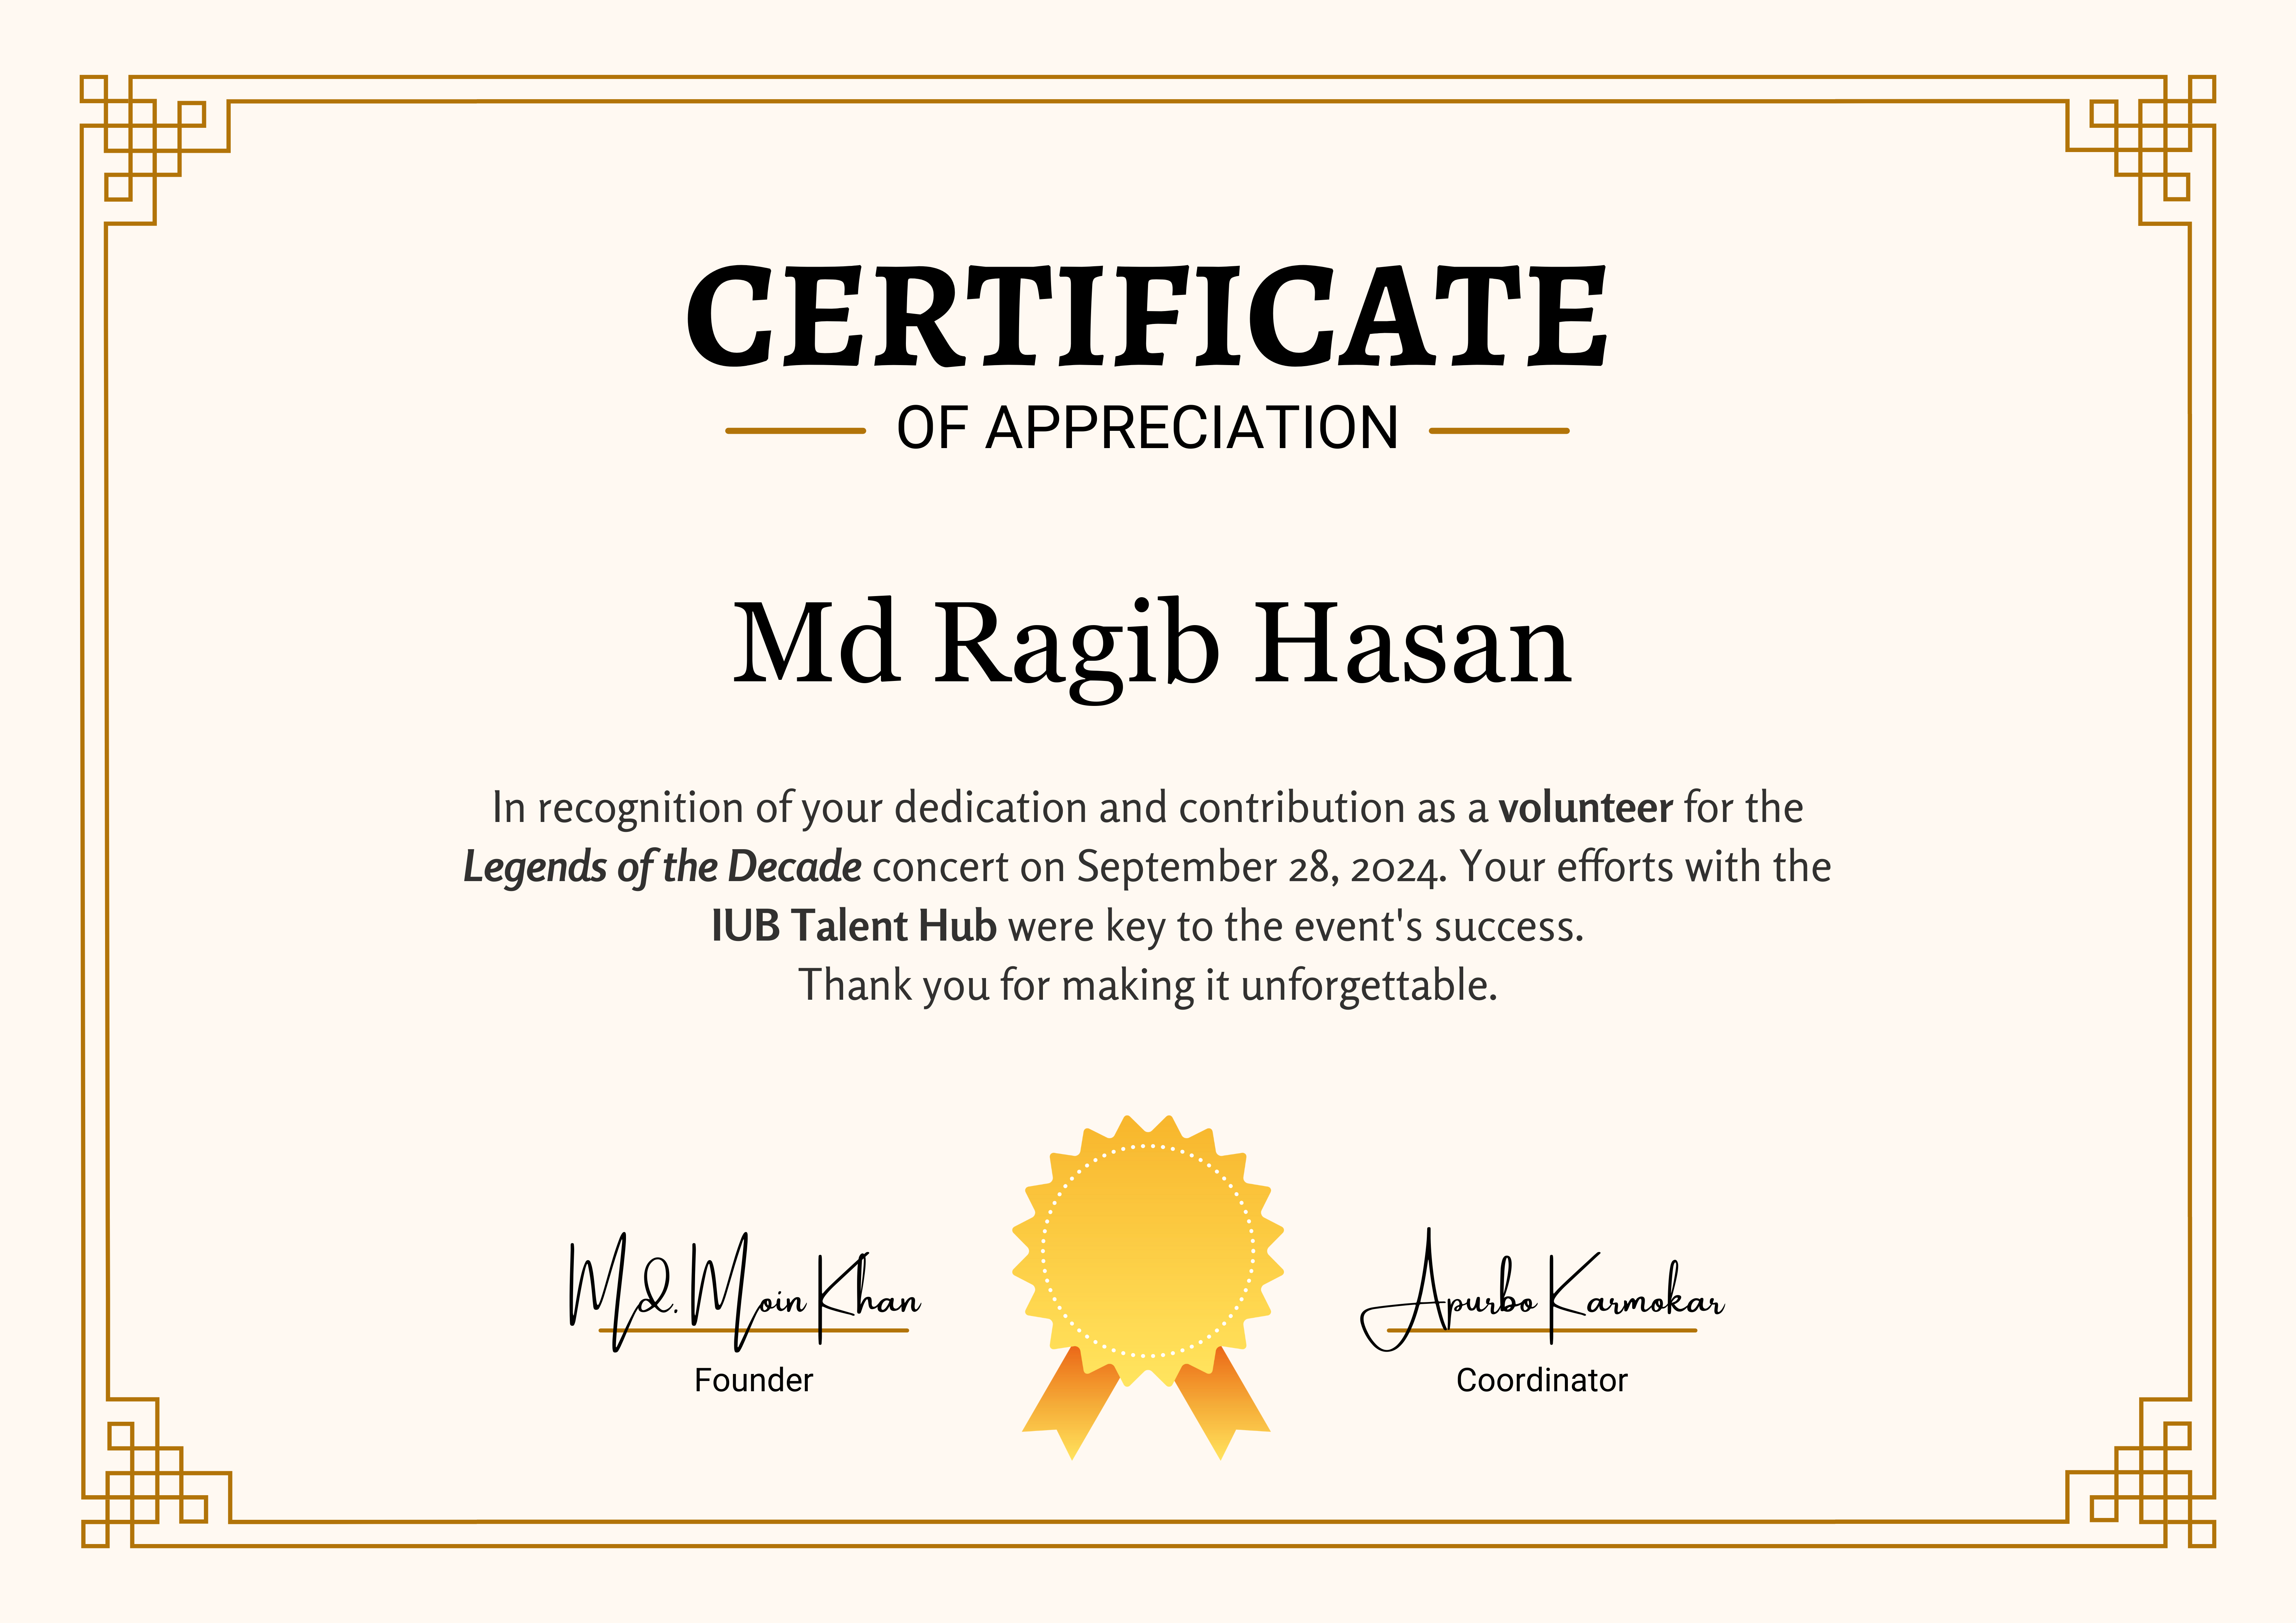 CERTIFICATE
OF APPRECIATION
Md Ragib Hasan
In recognition of your dedication and contribution as a volunteer for the
Legends of the Decade concert on September 28, 2024. Your efforts with the
IUB Talent Hub were key to the event's success.
Thank you for making it unforgettable.
Md. Moin Khan
Founder
Apurbo Karmokar
Coordinator